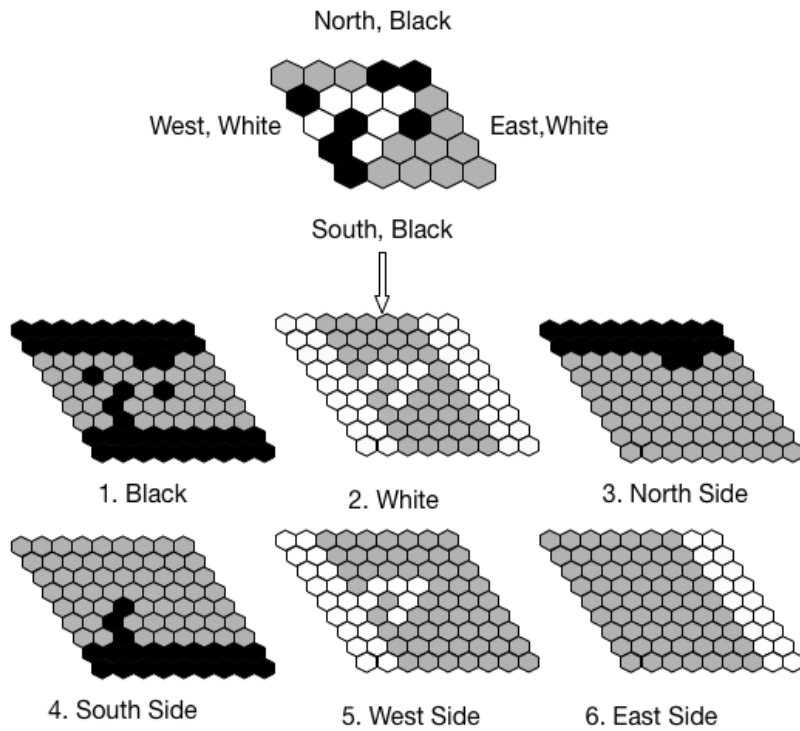 North, Black
West, White
East,White
South, Black
1. Black
2. White
3. North Side
4. South Side
5. West Side
6. East Side